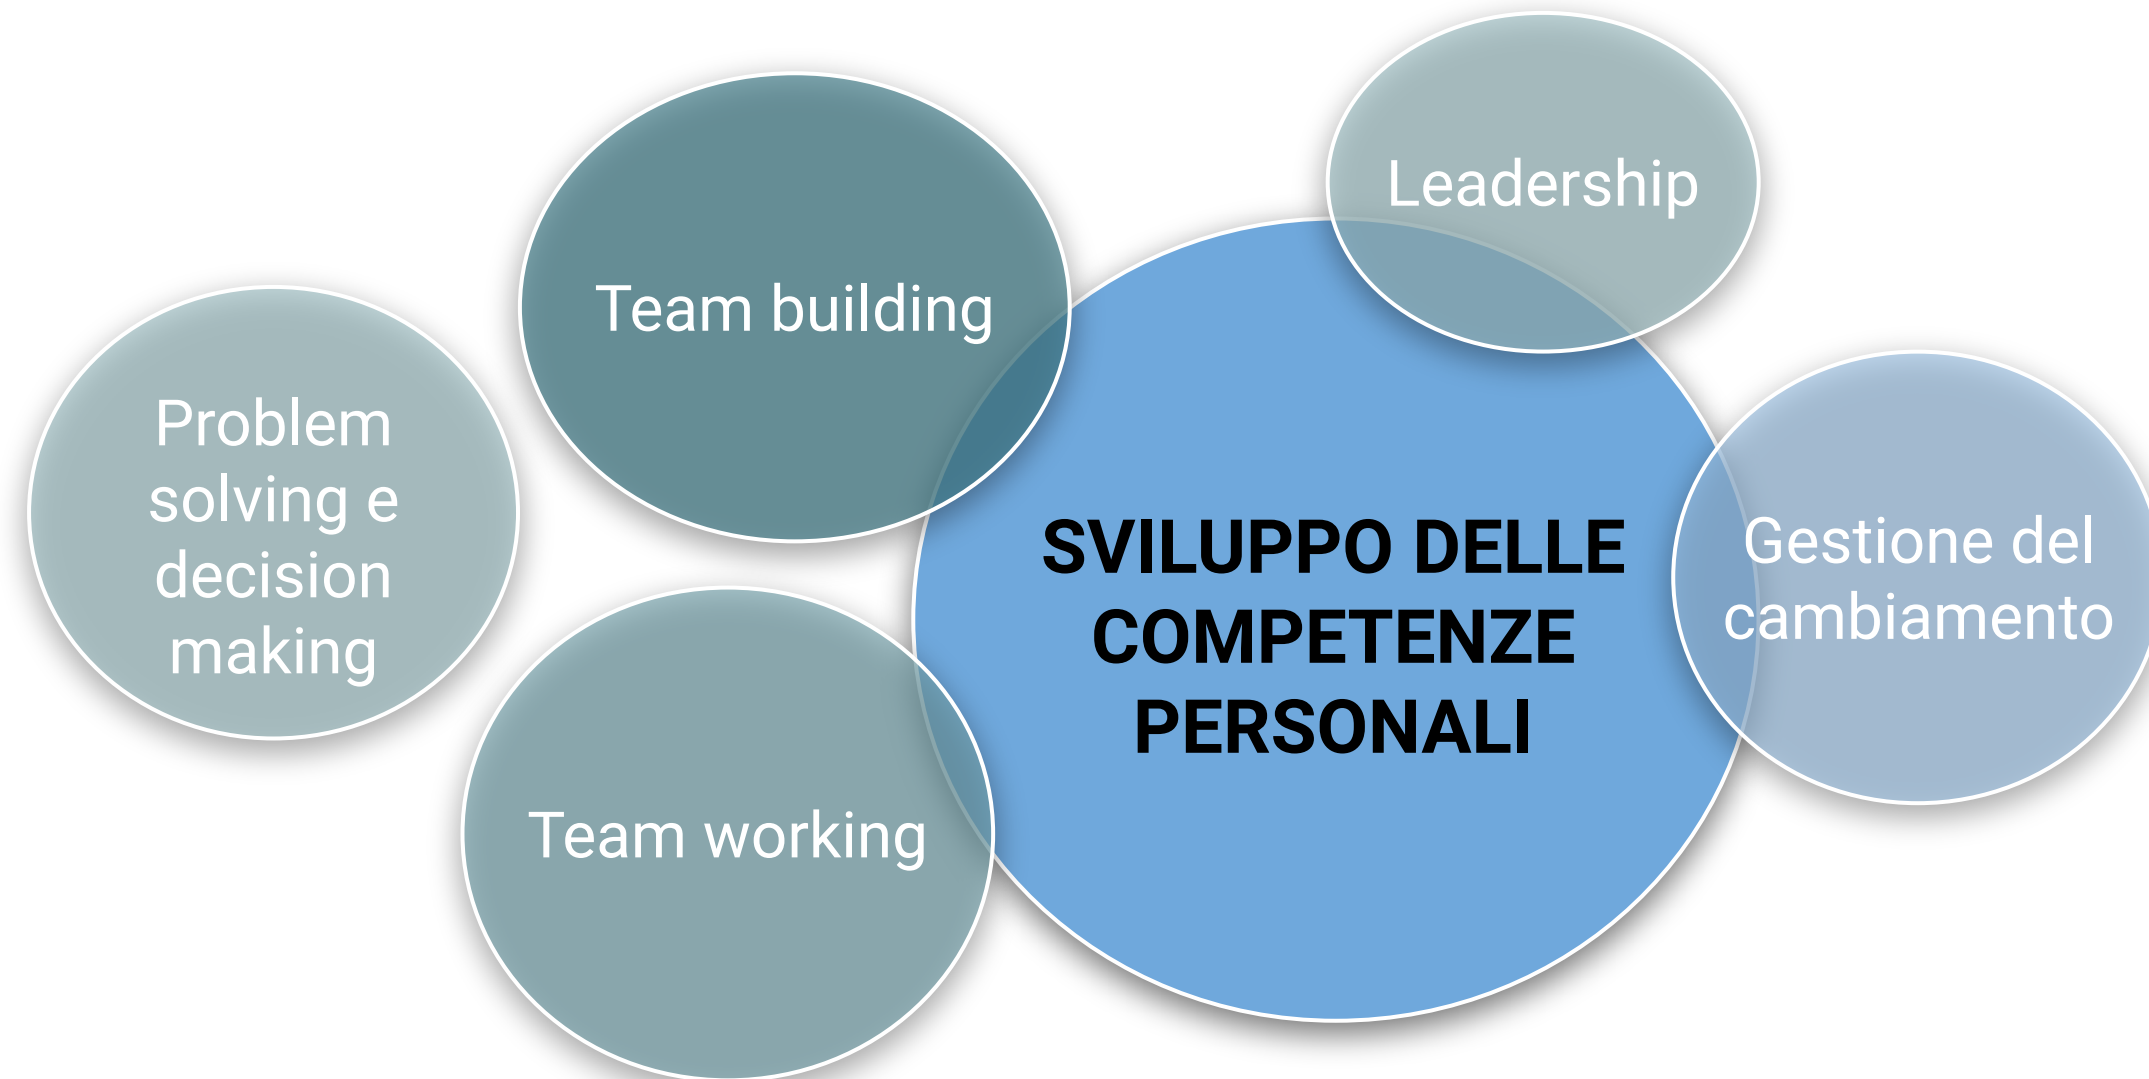 Leadership
Team building
Problem
solving e
decision
making
SVILUPPO DELLE
COMPETENZE
PERSONALI
Gestione del
cambiamento
Team working